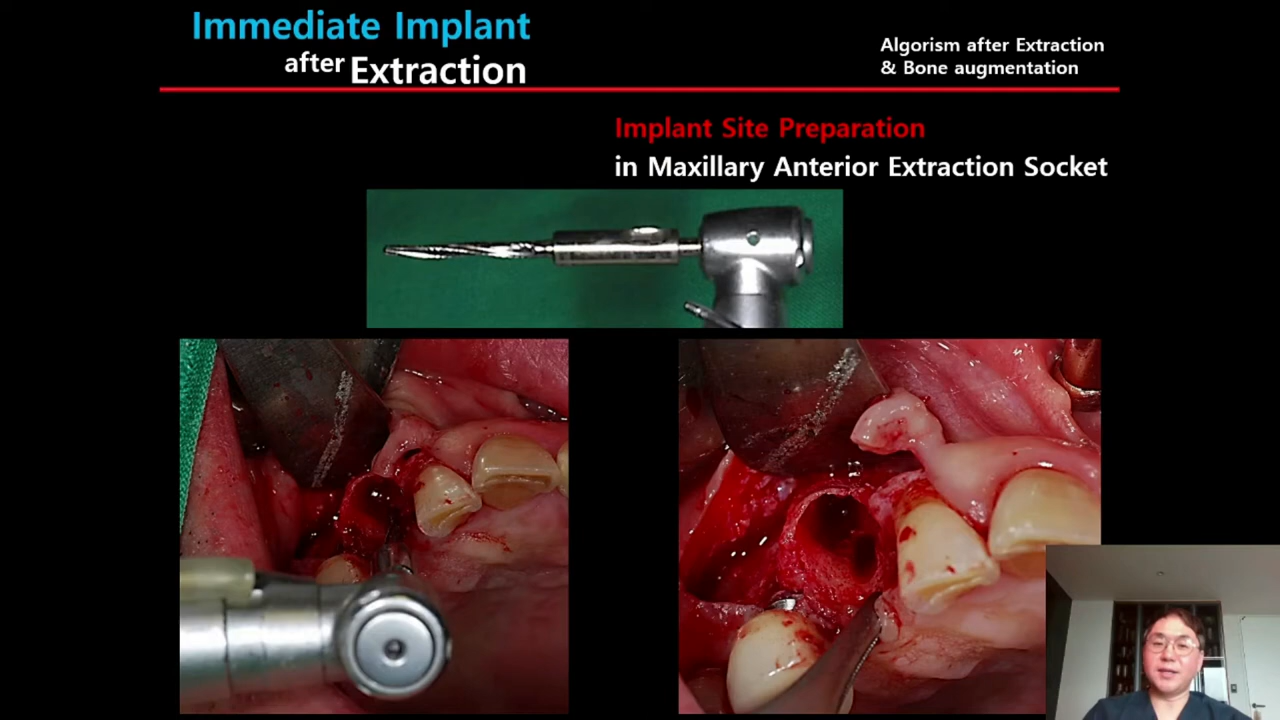 Immediate Implant
after Extraction
Algorism after Extraction
& Bone augmentation
Implant Site Preparation
in Maxillary Anterior Extraction Socket